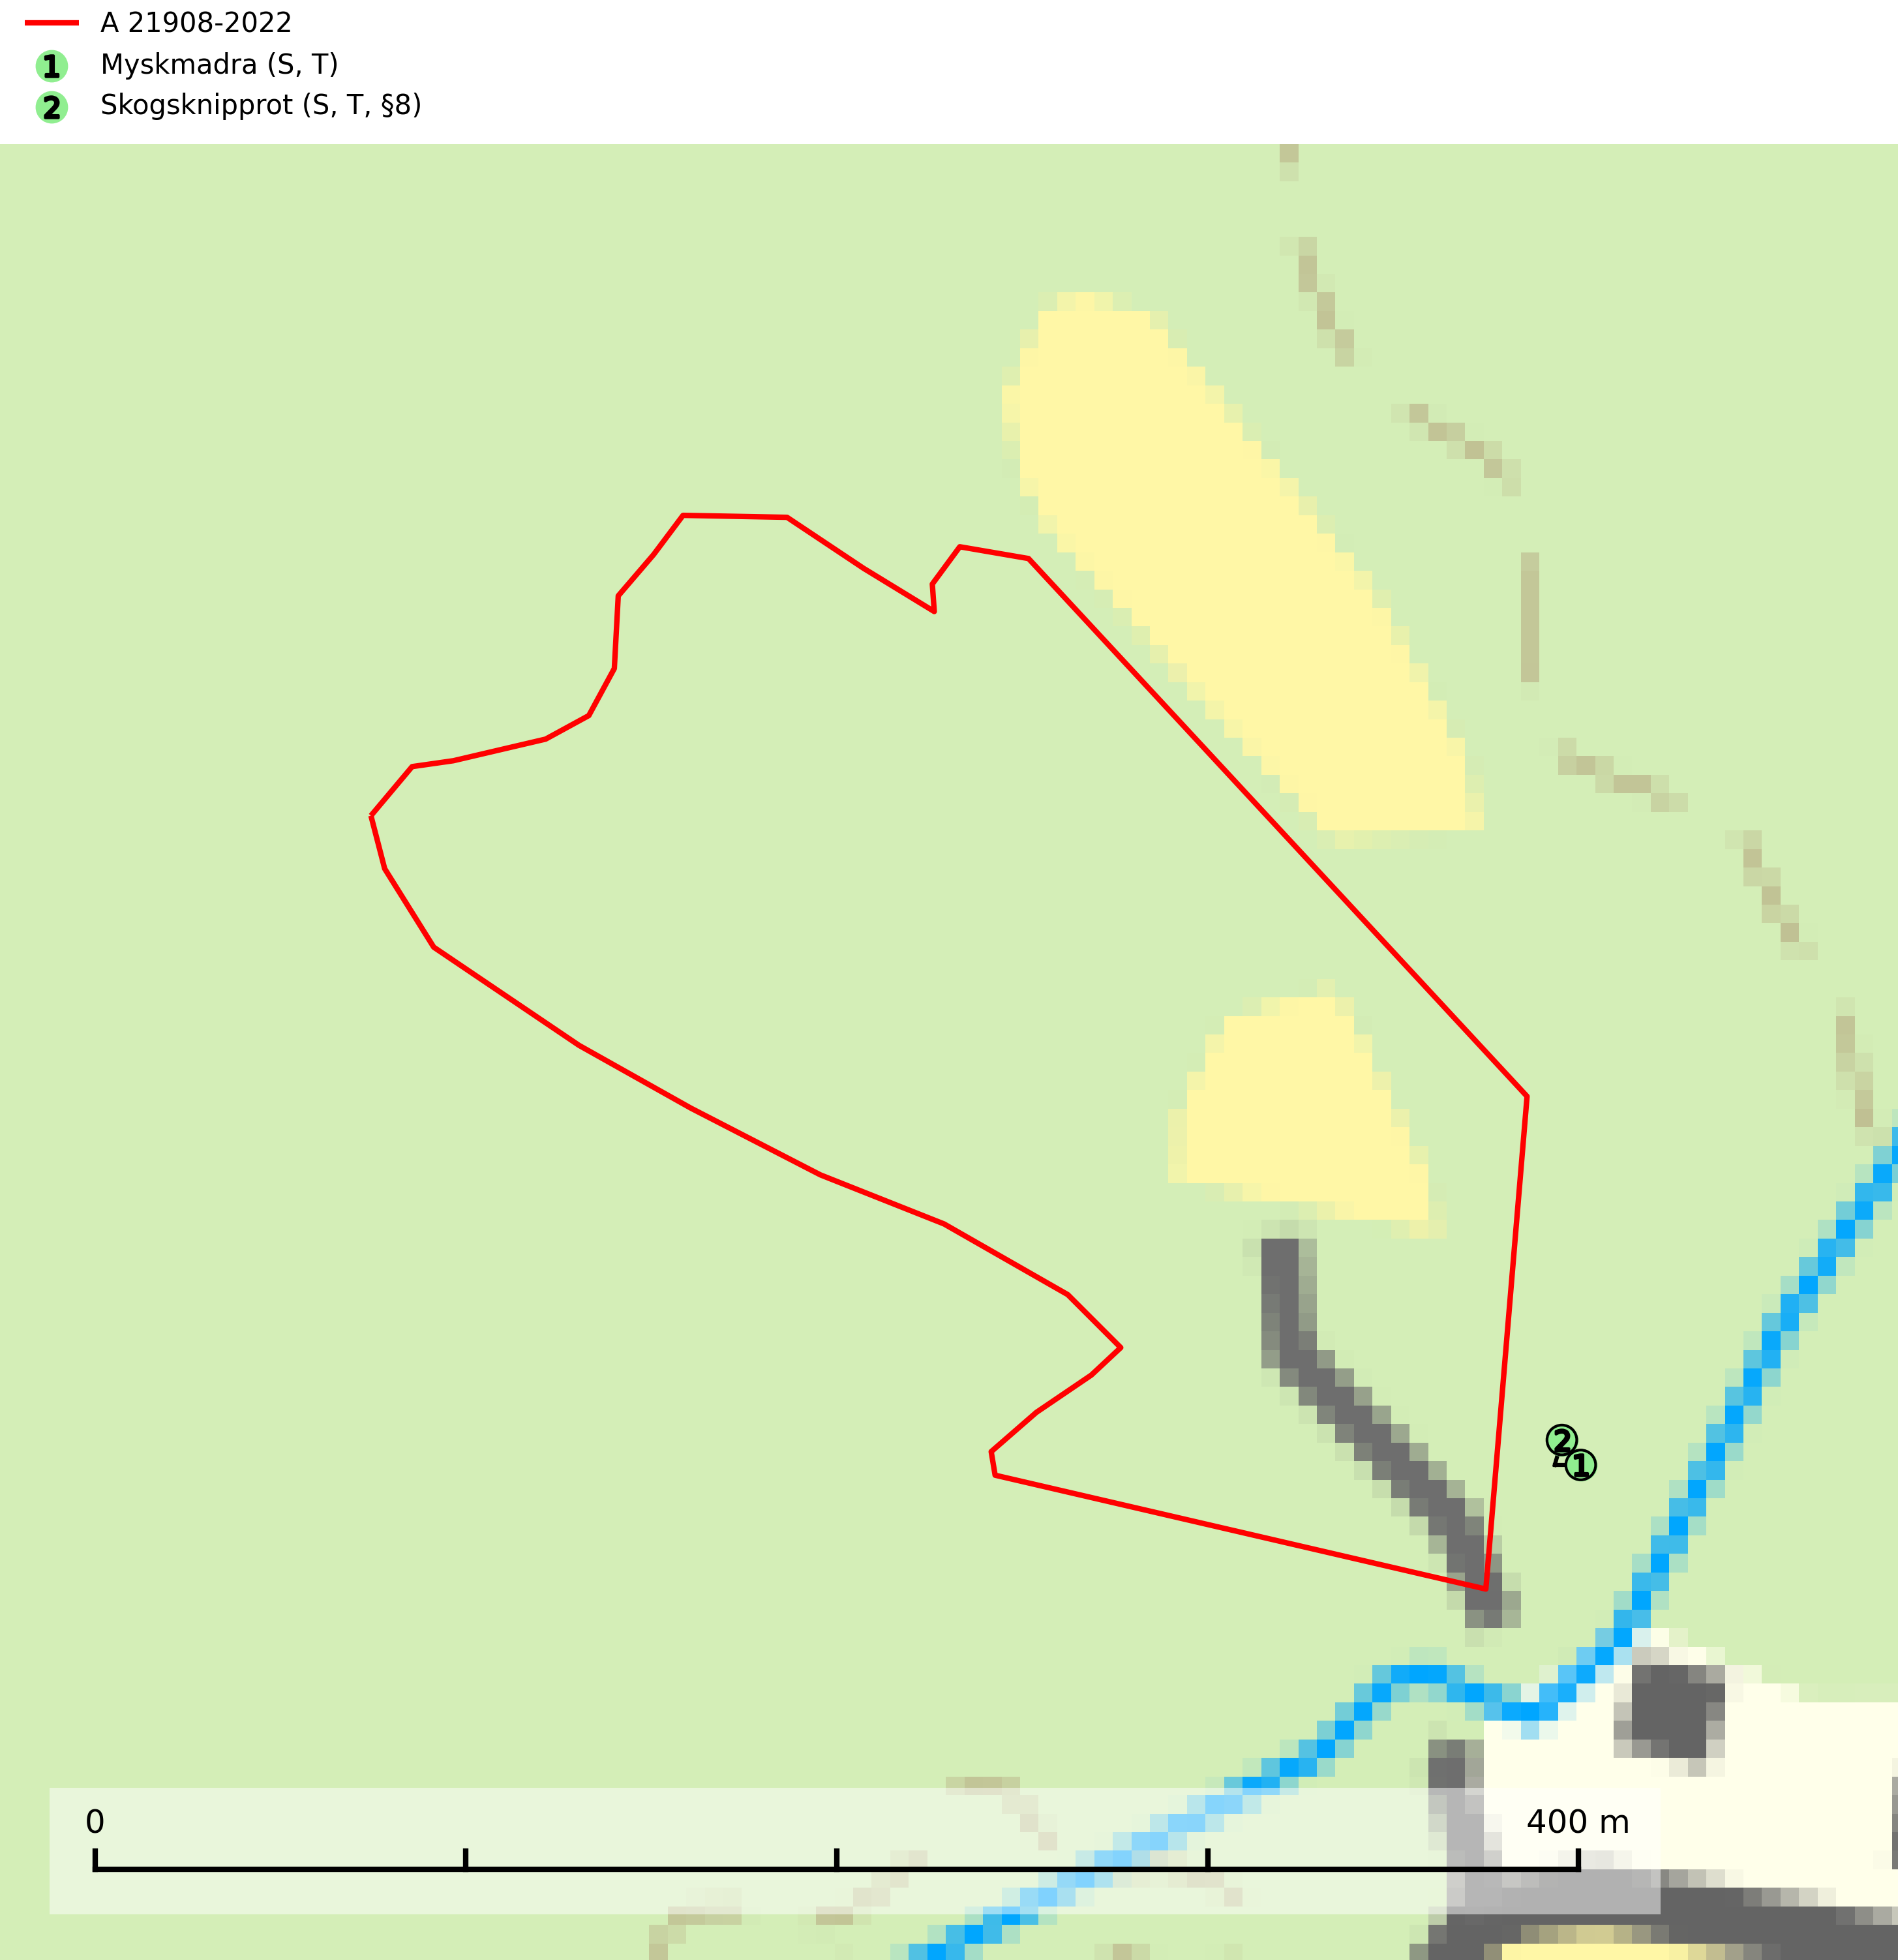 A 21908-2022
1 Myskmadra (S, T)
2 Skogsknipprot (S, T, §8)
2
1
0 400 m